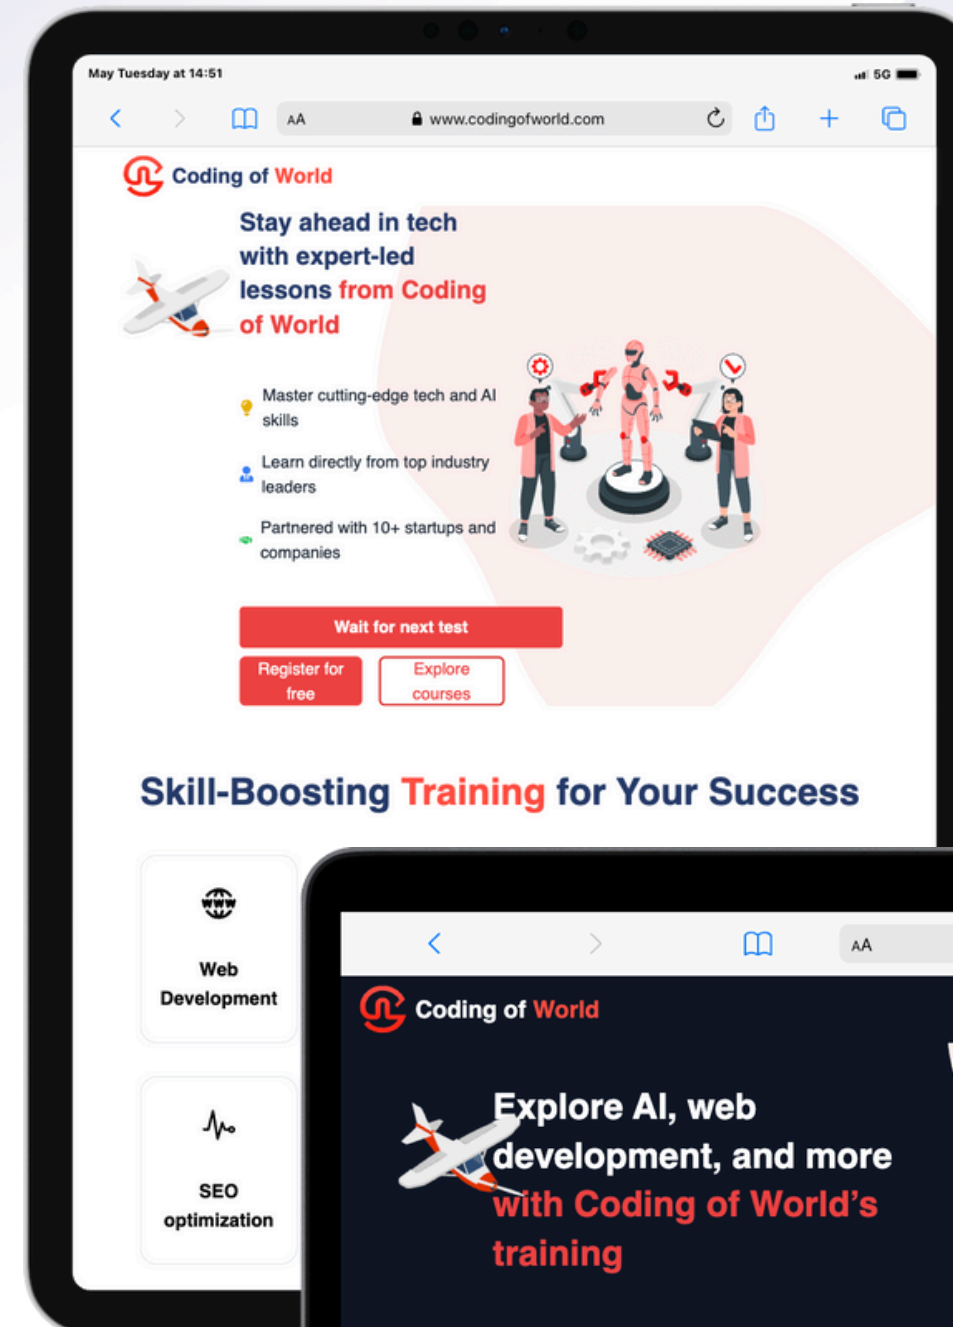 May Tuesday at 14:51
5G
AA
www.codingofworld.com
Coding of World
Stay ahead in tech
with expert-led
lessons from Coding
of World
Master cutting-edge tech and AI
skills
Learn directly from top industry
leaders
Partnered with 10+ startups and
companies
Wait for next test
Register for
free
Explore
courses
Skill-Boosting Training for Your Success
WWW
Web
Development
SEO
optimization
AA
Coding of World
Explore AI, web
development, and more
with Coding of World's
training